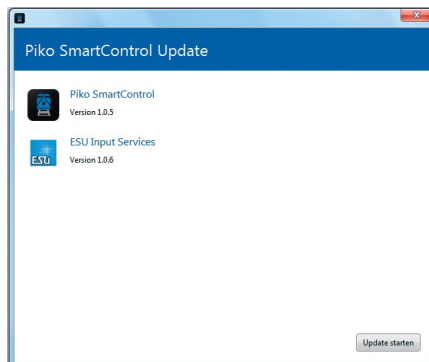 Piko SmartControl Update
Piko SmartControl
Version 1.0.5
ESU Input Services
Version 1.0.6
ESU
Update starten